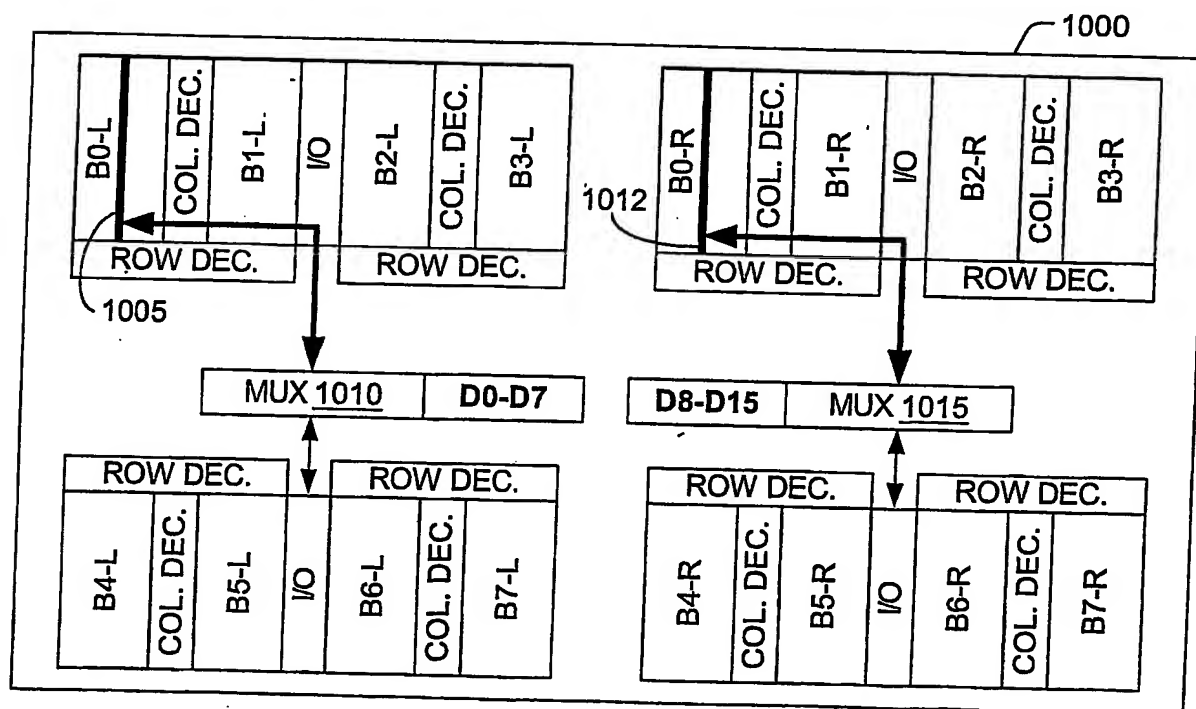 1000
B0-L
COL. DEC.
B1-L.
I/O
B2-L
COL. DEC.
B3-L
ROW DEC.
ROW DEC.
1005
B0-R
COL. DEC.
B1-R
I/O
B2-R
COL. DEC.
B3-R
1012
ROW DEC.
ROW DEC.
MUX 1010
D0-D7
D8-D15
MUX 1015
ROW DEC.
ROW DEC.
B4-L
COL. DEC.
B5-L
I/O
B6-L
COL. DEC.
B7-L
ROW DEC.
ROW DEC.
B4-R
COL. DEC.
B5-R
I/O
B6-R
COL. DEC.
B7-R